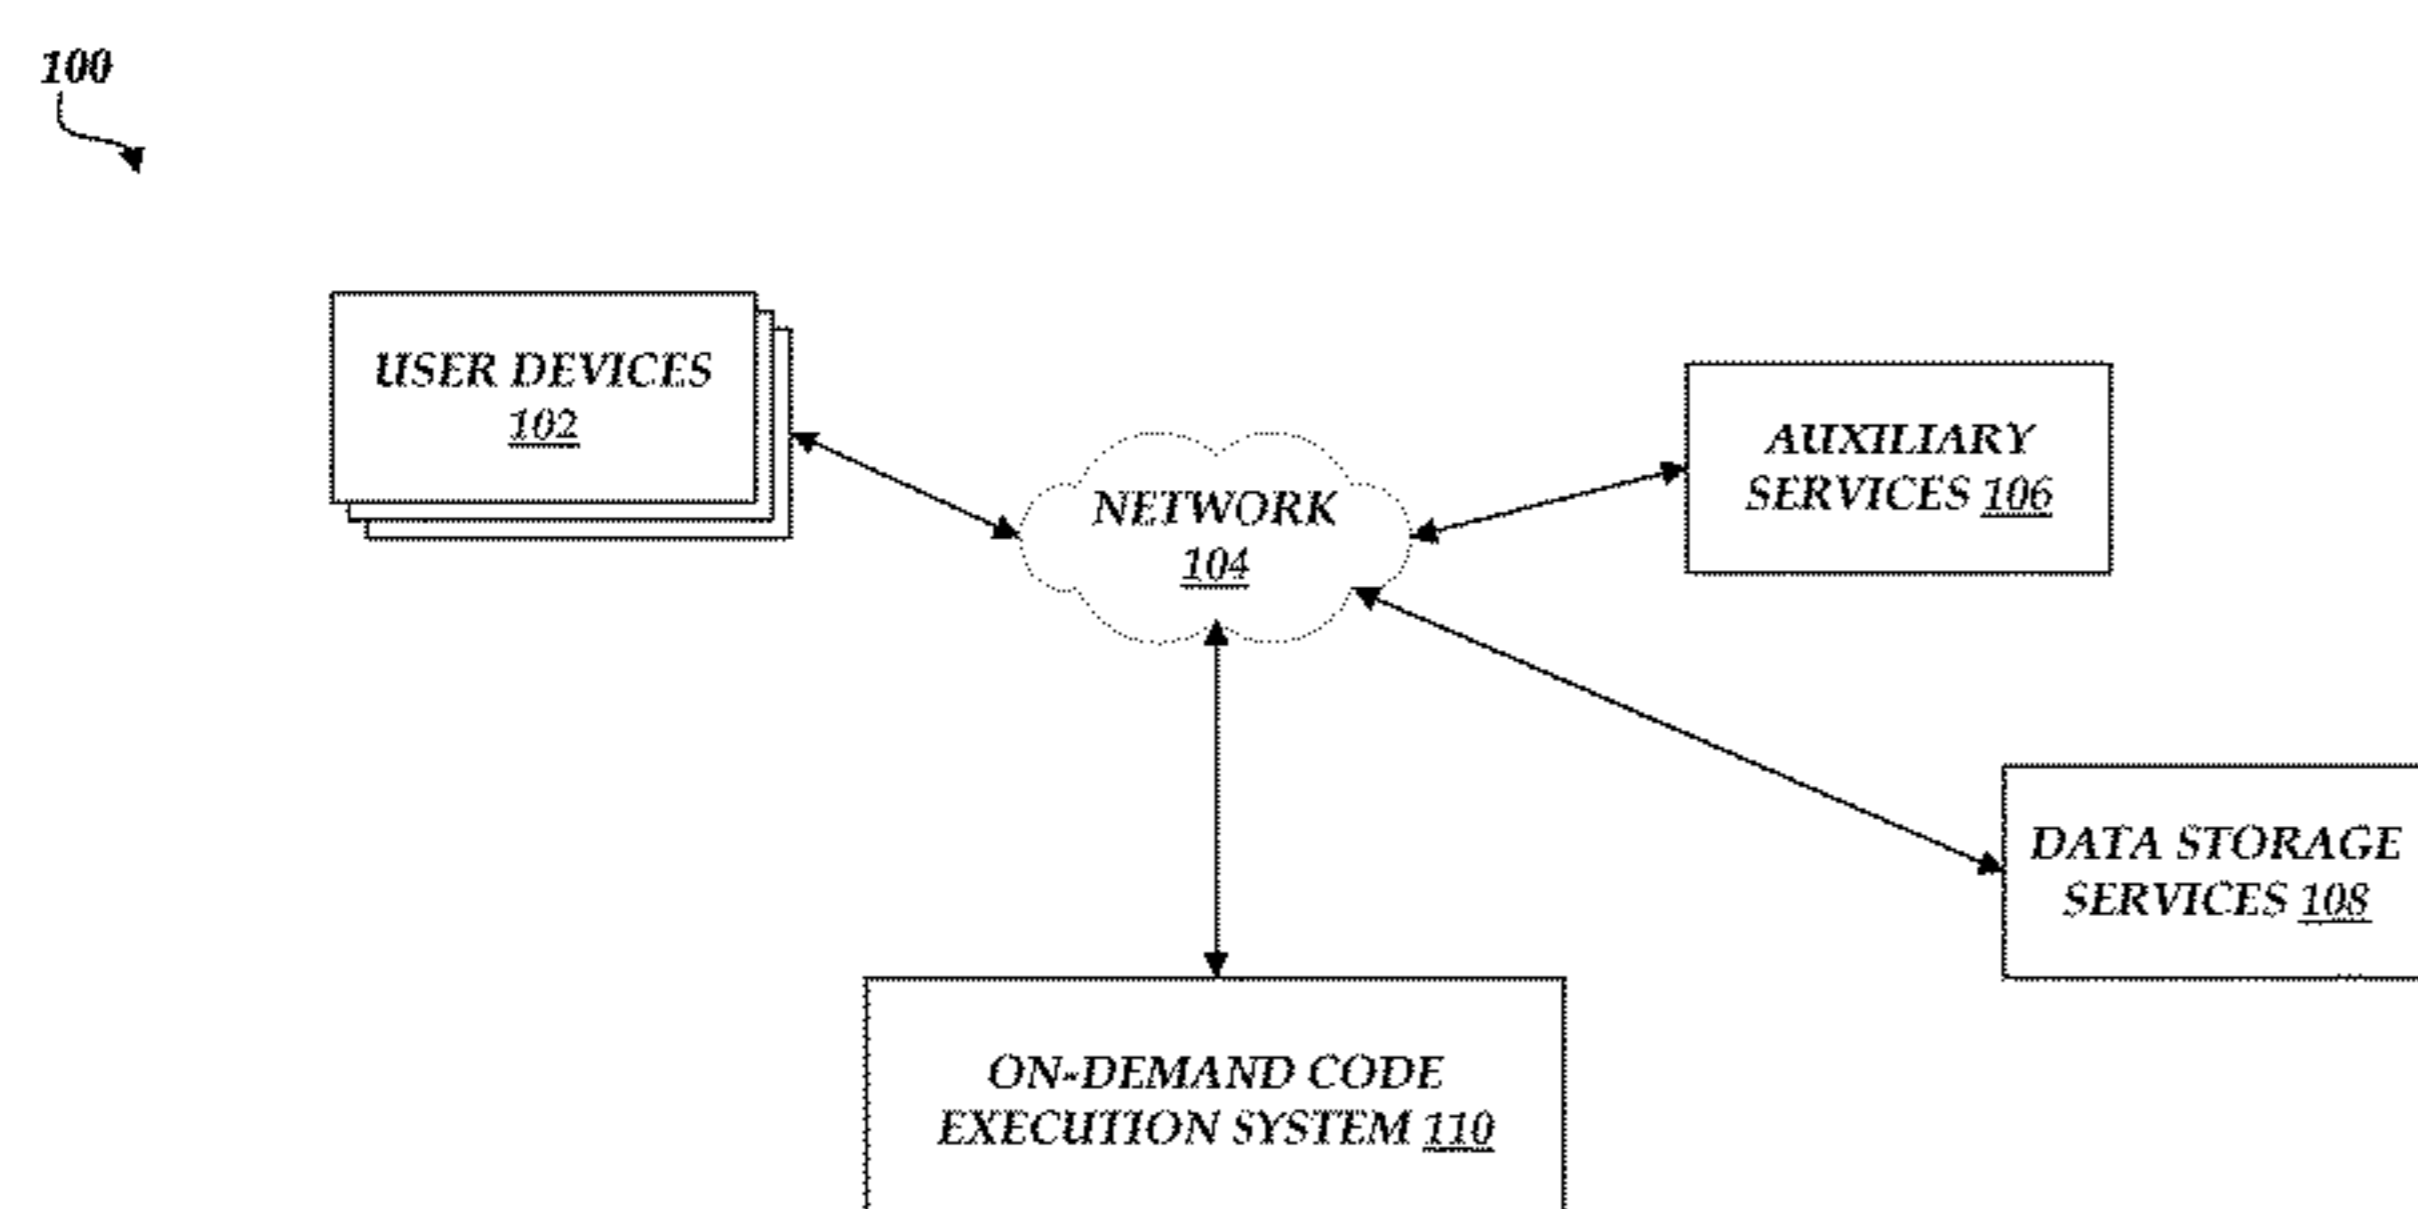 100
USER DEVICES
102
NETWORK
104
AUXILIARY
SERVICES 106
DATA STORAGE
SERVICES 108
ON-DEMAND CODE
EXECUTION SYSTEM 110